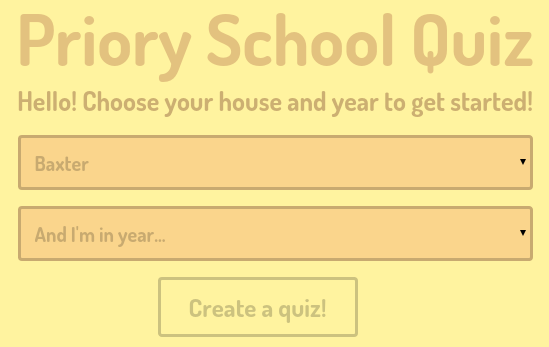 Priory School Quiz
Hello! Choose your house and year to get started!
Baxter
And I'm in year...
Create a quiz!